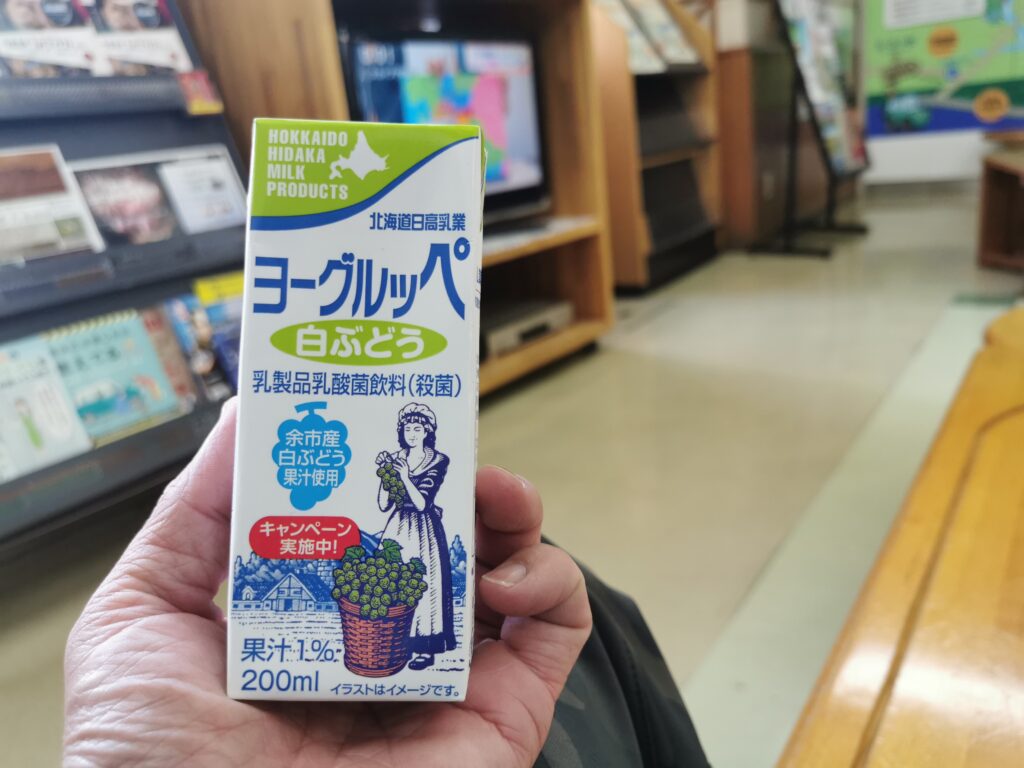 HOKKAIDO
HIDAKA
MILK
PRODUCTS
北海道日高乳業
ヨーグルッペ
白ぶどう
乳製品乳酸菌飲料(殺菌)
余市産
白ぶどう
果汁使用
キャンペーン
実施中!
果汁1%
200ml
イラストはイメージです。